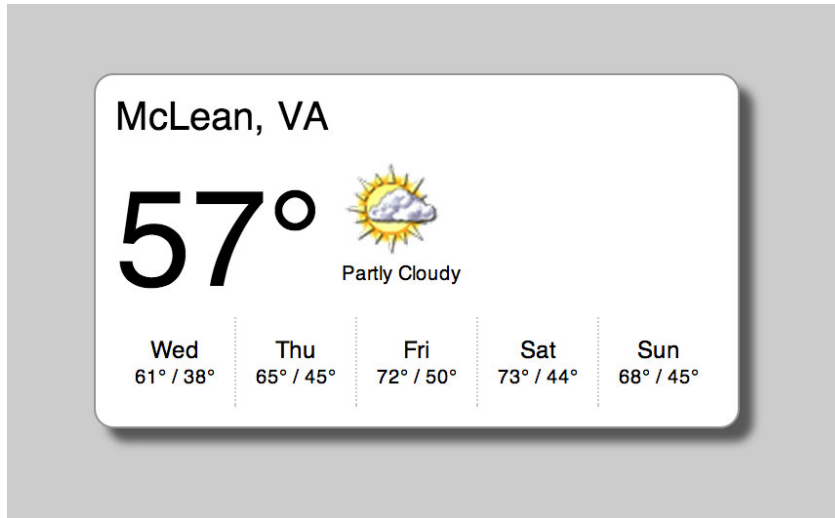 McLean, VA
57°
Partly Cloudy
Wed Thu Fri Sat Sun
61° / 38° 65° / 45° 72° / 50° 73° / 44° 68° / 45°